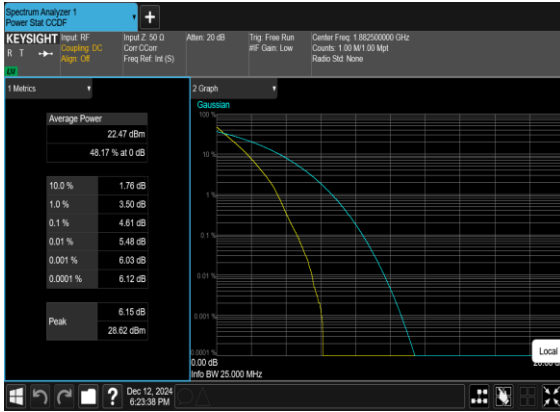 Spectrum Analyzer 1
Power Stat CCDF
KEYSIGHT
R T
Input: RF
Coupling: DC
Align: Off
Input Z: 50 Ω
Corr CCorr
Freq Ref: Int (S)
Atten: 20 dB
Trig: Free Run
#IF Gain: Low
Center Freq: 1.882500000 GHz
Counts: 1.00 M/1.00 Mpt
Radio Std: None
1 Metrics
Average Power
22.47 dBm
48.17 % at 0 dB
10.0 % 1.76 dB
1.0 % 3.50 dB
0.1 % 4.61 dB
0.01 % 5.48 dB
0.001 % 6.03 dB
0.0001 % 6.12 dB
Peak
6.15 dB
28.62 dBm
2 Graph
Gaussian
100 %
10 %
1 %
0.1 %
0.01 %
0.001 %
0.0001 %
0.00 dB
Info BW 25.000 MHz
Local
Dec 12, 2024
6:23:38 PM